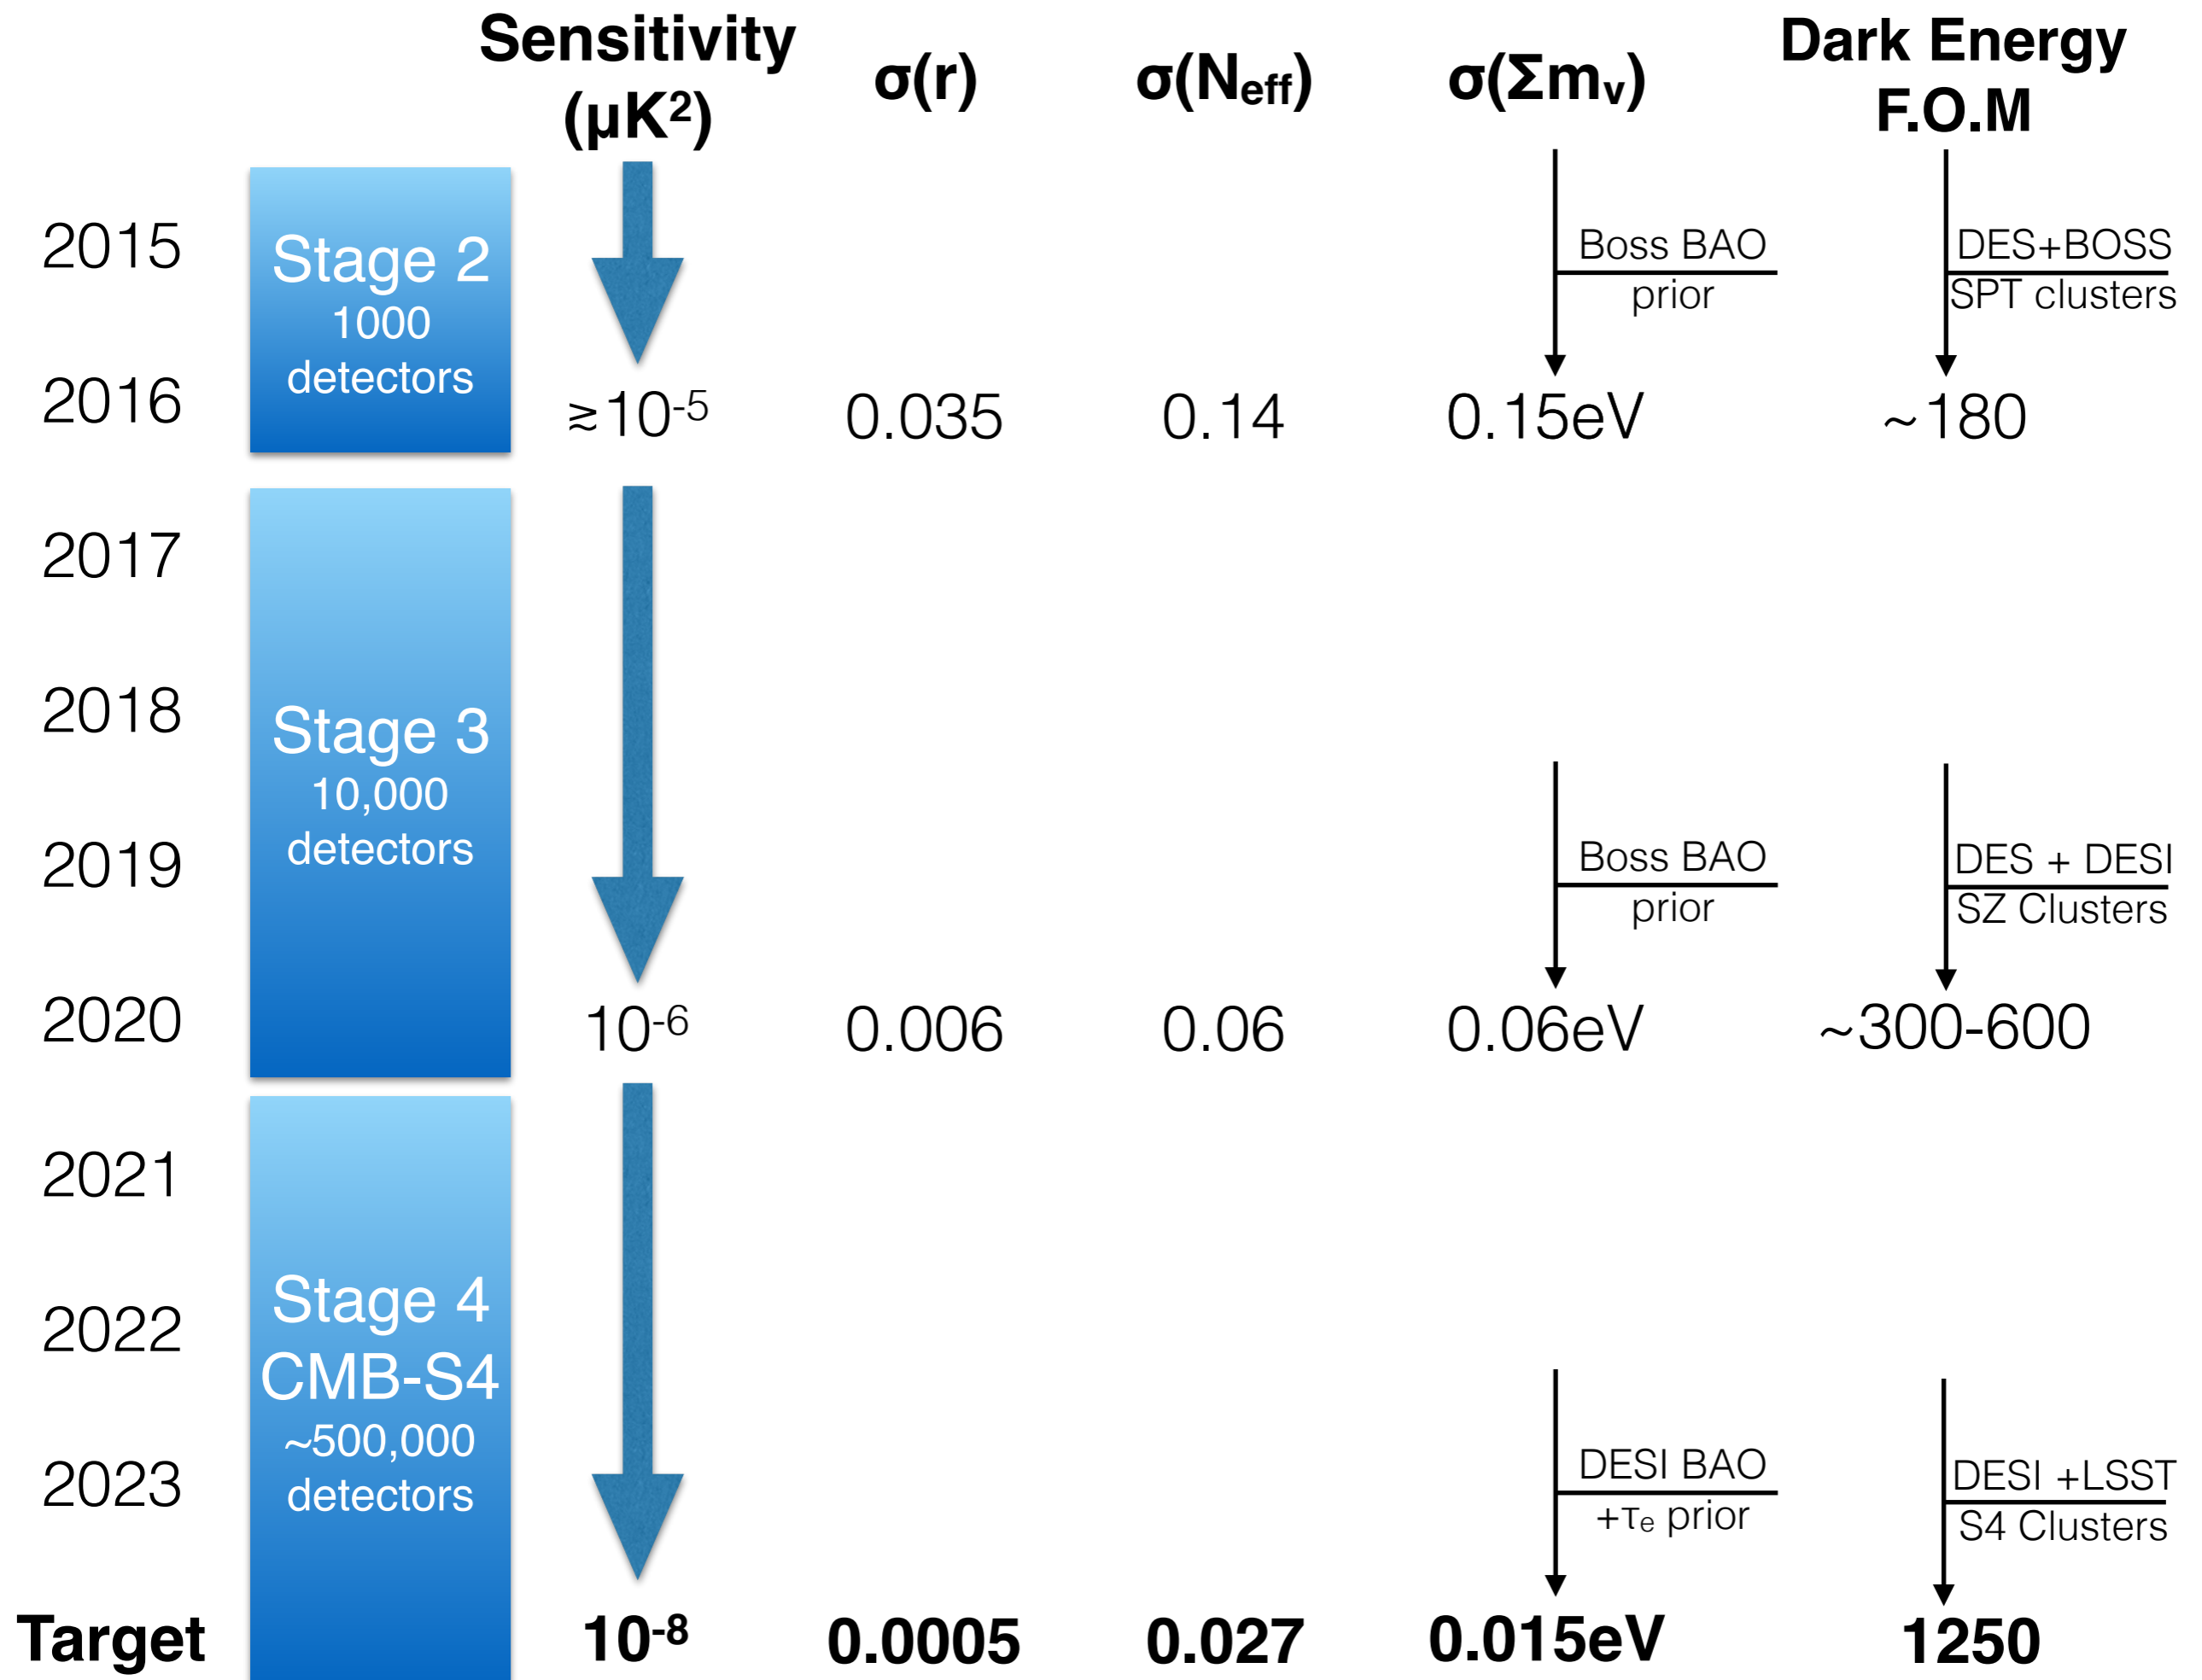 Sensitivity
(µK²)
σ(r)
σ(Neff)
σ(Σmν)
Dark Energy
F.O.M
2015
Stage 2
1000
detectors
Boss BAO
prior
DES+BOSS
SPT clusters
2016
≳10⁻⁵
0.035
0.14
0.15eV
~180
2017
2018
Stage 3
10,000
detectors
2019
Boss BAO
prior
DES + DESI
SZ Clusters
2020
10⁻⁶
0.006
0.06
0.06eV
~300-600
2021
2022
Stage 4
CMB-S4
~500,000
detectors
2023
DESI BAO
+τe prior
DESI +LSST
S4 Clusters
Target
10⁻⁸
0.0005
0.027
0.015eV
1250